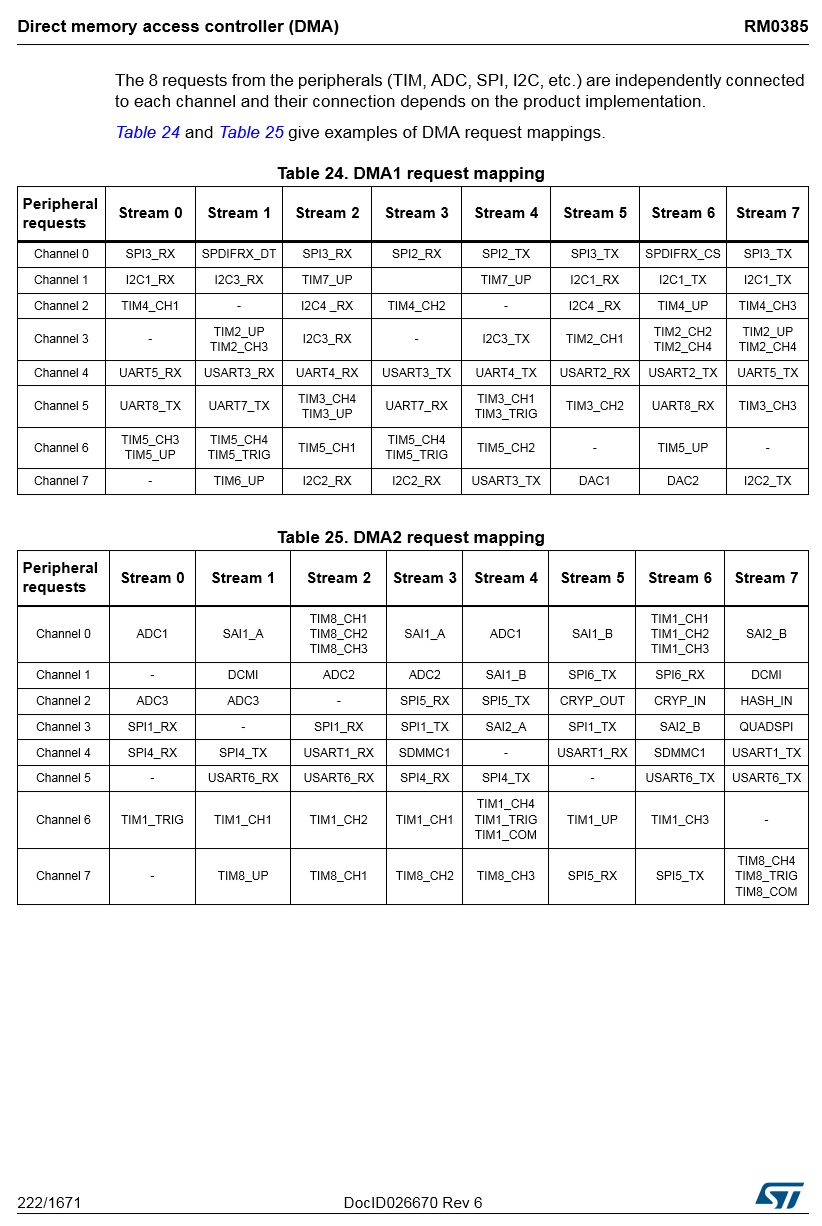 Direct memory access controller (DMA) RM0385
The 8 requests from the peripherals (TIM, ADC, SPI, I2C, etc.) are independently connected
to each channel and their connection depends on the product implementation.
Table 24 and Table 25 give examples of DMA request mappings.
Table 24. DMA1 request mapping
Peripheral requests Stream 0 Stream 1 Stream 2 Stream 3 Stream 4 Stream 5 Stream 6 Stream 7
Channel 0 SPI3_RX SPDIFRX_DT SPI3_RX SPI2_RX SPI2_TX SPI3_TX SPDIFRX_CS SPI3_TX
Channel 1 I2C1_RX I2C3_RX TIM7_UP TIM7_UP I2C1_RX I2C1_TX I2C1_TX
Channel 2 TIM4_CH1 - I2C4 _RX TIM4_CH2 - I2C4 _RX TIM4_UP TIM4_CH3
Channel 3 - TIM2_UP TIM2_CH3 I2C3_RX - I2C3_TX TIM2_CH1 TIM2_CH2 TIM2_CH4 TIM2_UP TIM2_CH4
Channel 4 UART5_RX USART3_RX UART4_RX USART3_TX UART4_TX USART2_RX USART2_TX UART5_TX
Channel 5 UART8_TX UART7_TX TIM3_CH4 TIM3_UP UART7_RX TIM3_CH1 TIM3_TRIG TIM3_CH2 UART8_RX TIM3_CH3
Channel 6 TIM5_CH3 TIM5_UP TIM5_CH4 TIM5_TRIG TIM5_CH1 TIM5_CH4 TIM5_TRIG TIM5_CH2 - TIM5_UP -
Channel 7 - TIM6_UP I2C2_RX I2C2_RX USART3_TX DAC1 DAC2 I2C2_TX
Table 25. DMA2 request mapping
Peripheral requests Stream 0 Stream 1 Stream 2 Stream 3 Stream 4 Stream 5 Stream 6 Stream 7
Channel 0 ADC1 SAI1_A TIM8_CH1 TIM8_CH2 TIM8_CH3 SAI1_A ADC1 SAI1_B TIM1_CH1 TIM1_CH2 TIM1_CH3 SAI2_B
Channel 1 - DCMI ADC2 ADC2 SAI1_B SPI6_TX SPI6_RX DCMI
Channel 2 ADC3 ADC3 - SPI5_RX SPI5_TX CRYP_OUT CRYP_IN HASH_IN
Channel 3 SPI1_RX - SPI1_RX SPI1_TX SAI2_A SPI1_TX SAI2_B QUADSPI
Channel 4 SPI4_RX SPI4_TX USART1_RX SDMMC1 - USART1_RX SDMMC1 USART1_TX
Channel 5 - USART6_RX USART6_RX SPI4_RX SPI4_TX - USART6_TX USART6_TX
Channel 6 TIM1_TRIG TIM1_CH1 TIM1_CH2 TIM1_CH1 TIM1_CH4 TIM1_TRIG TIM1_COM TIM1_UP TIM1_CH3 -
Channel 7 - TIM8_UP TIM8_CH1 TIM8_CH2 TIM8_CH3 SPI5_RX SPI5_TX TIM8_CH4 TIM8_TRIG TIM8_COM
222/1671 DocID026670 Rev 6 ST